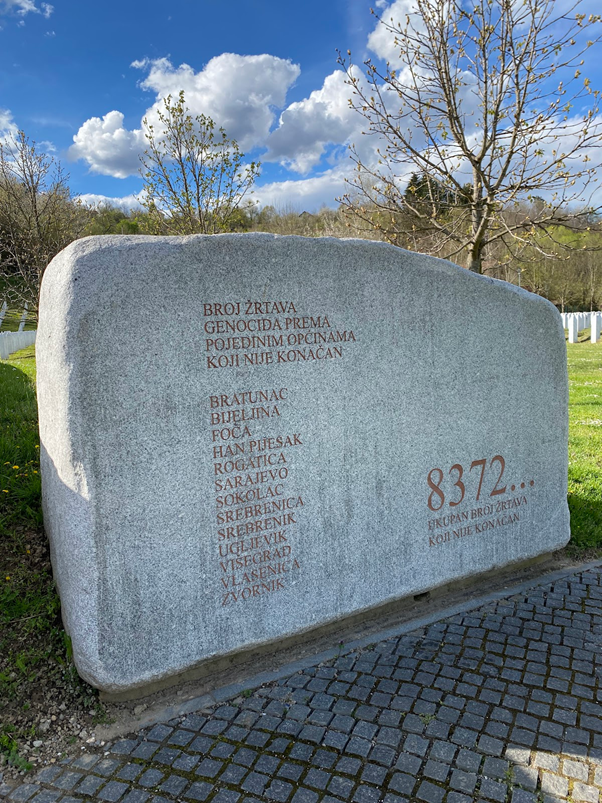 BROJ ŽRTAVA
GENOCIDA PREMA
POJEDINIM OPĆINAMA
KOJI NIJE KONAČAN
BRATUNAC
BIJELJINA
FOČA
HAN PIJESAK
ROGATICA
SARAJEVO
SOKOLAC
SREBRENICA
SREBRENIK
UGLJEVIK
VIŠEGRAD
VLASENICA
ZVORNIK
8372...
UKUPAN BROJ ŽRTAVA
KOJI NIJE KONAČAN